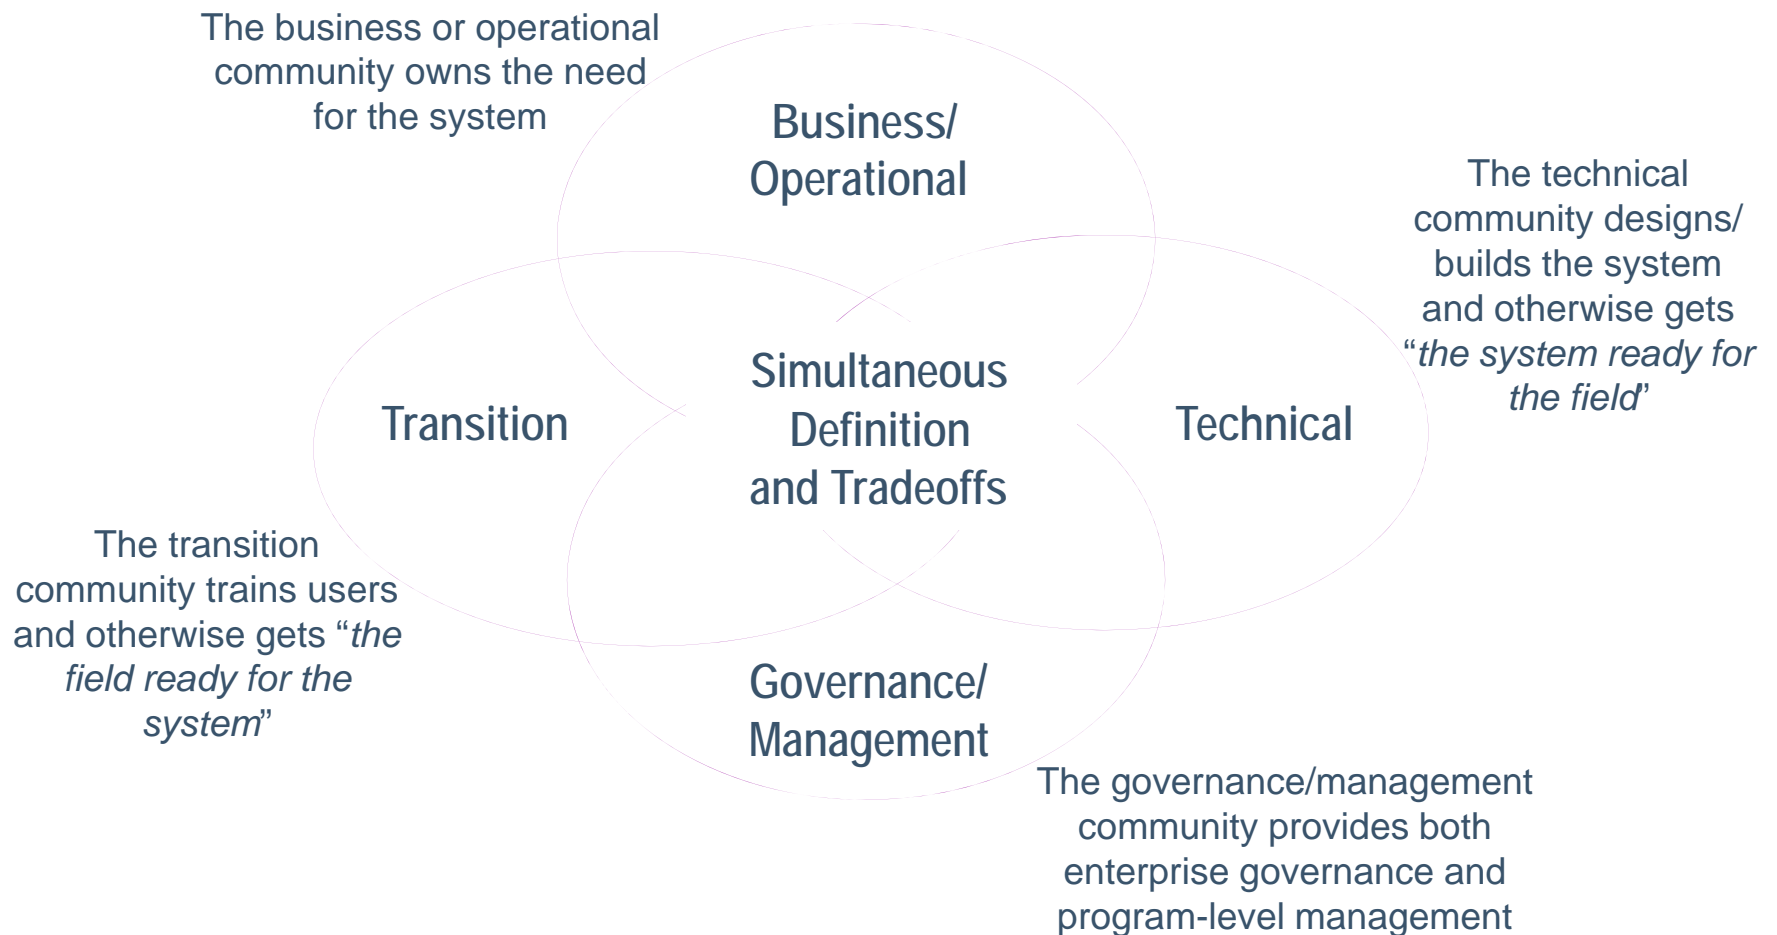 The business or operational
community owns the need
for the system
Business/
Operational
The technical
community designs/
builds the system
and otherwise gets
“the system ready for
the field”
Simultaneous
Definition
and Tradeoffs
Transition
Technical
The transition
community trains users
and otherwise gets “the
field ready for the
system”
Governance/
Management
The governance/management
community provides both
enterprise governance and
program-level management